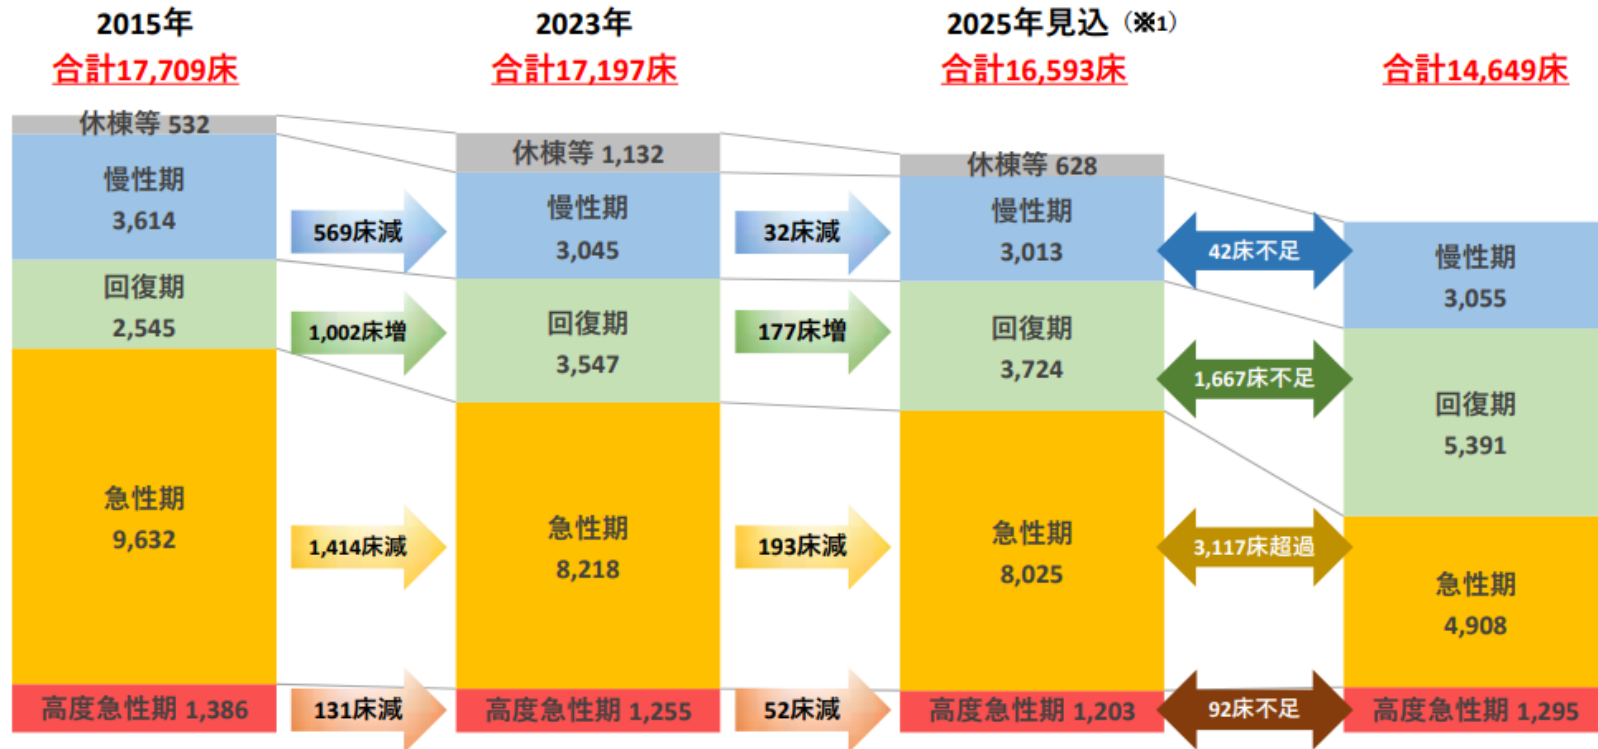 2015年
合計17,709床
休棟等 532
慢性期
3,614
回復期
2,545
急性期
9,632
高度急性期 1,386
569床減
1,002床増
1,414床減
131床減
2023年
合計17,197床
休棟等 1,132
慢性期
3,045
回復期
3,547
急性期
8,218
高度急性期 1,255
32床減
177床増
193床減
52床減
2025年見込（※1）
合計16,593床
休棟等 628
慢性期
3,013
回復期
3,724
急性期
8,025
高度急性期 1,203
42床不足
1,667床不足
3,117床超過
92床不足
合計14,649床
慢性期
3,055
回復期
5,391
急性期
4,908
高度急性期 1,295